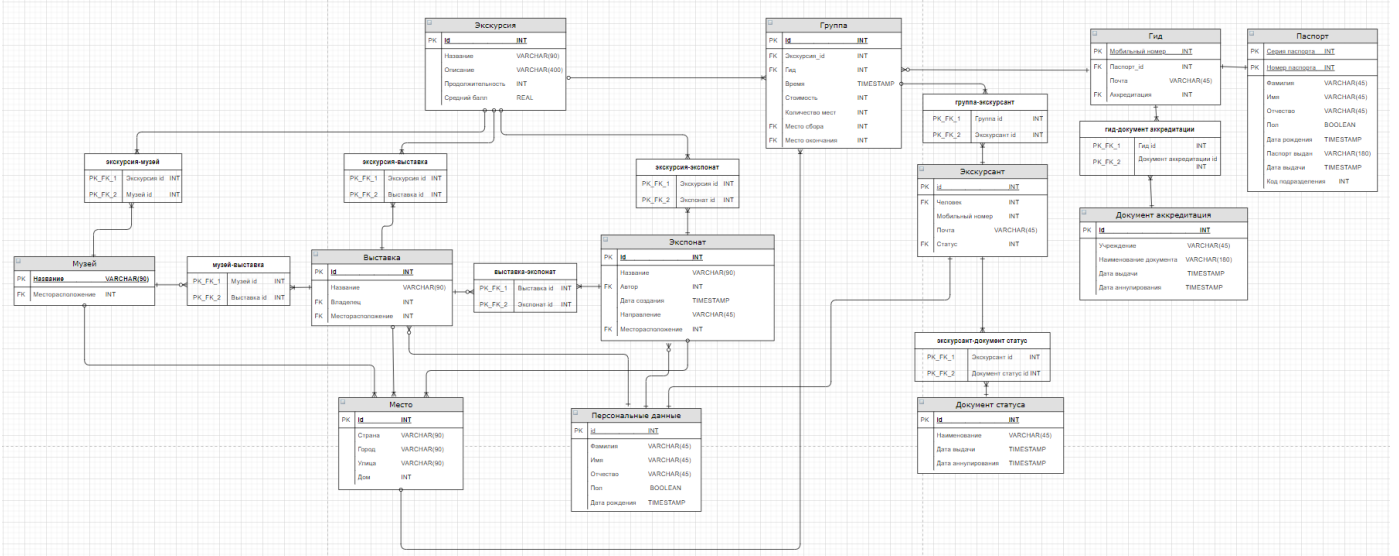 Экскурсия
PK id INT
Название VARCHAR(90)
Описание VARCHAR(400)
Продолжительность INT
Средний балл REAL
Группа
PK id INT
FK Экскурсия_id INT
FK Гид INT
Время TIMESTAMP
Стоимость INT
Количество мест INT
FK Место сбора INT
FK Место окончания INT
Гид
PK Мобильный номер INT
FK Паспорт_id INT
Почта VARCHAR(45)
FK Аккредитация INT
Паспорт
PK Серия паспорта INT
PK Номер паспорта INT
Фамилия VARCHAR(45)
Имя VARCHAR(45)
Отчество VARCHAR(45)
Пол BOOLEAN
Дата рождения TIMESTAMP
Паспорт выдан VARCHAR(180)
Дата выдачи TIMESTAMP
Код подразделения INT
группа-экскурсант
PK_FK_1 Группа id INT
PK_FK_2 Экскурсант id INT
гид-документ аккредитации
PK_FK_1 Гид id INT
PK_FK_2 Документ аккредитации id INT
экскурсия-музей
PK_FK_1 Экскурсия id INT
PK_FK_2 Музей id INT
экскурсия-выставка
PK_FK_1 Экскурсия id INT
PK_FK_2 Выставка id INT
экскурсия-экспонат
PK_FK_1 Экскурсия id INT
PK_FK_2 Экспонат id INT
Экскурсант
PK id INT
FK Человек INT
Мобильный номер INT
Почта VARCHAR(45)
FK Статус INT
Документ аккредитации
PK id INT
Учреждение VARCHAR(45)
Наименование документа VARCHAR(160)
Дата выдачи TIMESTAMP
Дата аннулирования TIMESTAMP
Музей
PK Название VARCHAR(90)
FK Месторасположение INT
музей-выставка
PK_FK_1 Музей id INT
PK_FK_2 Выставка id INT
Выставка
PK id INT
Название VARCHAR(90)
FK Владелец INT
FK Месторасположение INT
выставка-экспонат
PK_FK_1 Выставка id INT
PK_FK_2 Экспонат id INT
Экспонат
PK id INT
Название VARCHAR(90)
FK Автор INT
Дата создания TIMESTAMP
Направление VARCHAR(45)
FK Месторасположение INT
экскурсант-документ статус
PK_FK_1 Экскурсант id INT
PK_FK_2 Документ статус id INT
Место
PK id INT
Страна VARCHAR(90)
Город VARCHAR(90)
Улица VARCHAR(90)
Дом INT
Персональные данные
PK id INT
Фамилия VARCHAR(45)
Имя VARCHAR(45)
Отчество VARCHAR(45)
Пол BOOLEAN
Дата рождения TIMESTAMP
Документ статуса
PK id INT
Наименование VARCHAR(45)
Дата выдачи TIMESTAMP
Дата аннулирования TIMESTAMP